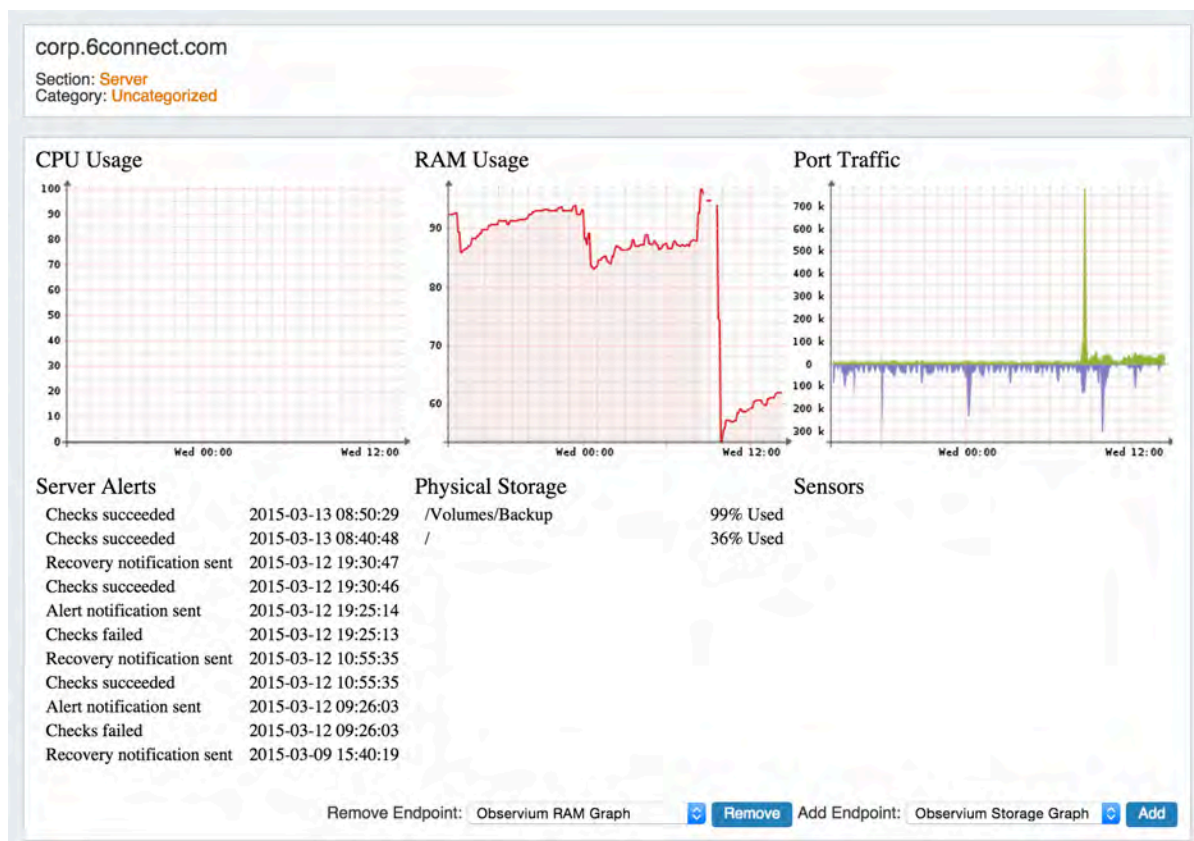 corp.6connect.com
Section: Server
Category: Uncategorized
CPU Usage
100
90
80
70
60
50
40
30
20
10
0
Wed 00:00 Wed 12:00
RAM Usage
90
80
70
60
Wed 00:00 Wed 12:00
Port Traffic
700 k
600 k
500 k
400 k
300 k
200 k
100 k
0
100 k
200 k
300 k
Wed 00:00 Wed 12:00
Server Alerts
Checks succeeded 2015-03-13 08:50:29
Checks succeeded 2015-03-13 08:40:48
Recovery notification sent 2015-03-12 19:30:47
Checks succeeded 2015-03-12 19:30:46
Alert notification sent 2015-03-12 19:25:14
Checks failed 2015-03-12 19:25:13
Recovery notification sent 2015-03-12 10:55:35
Checks succeeded 2015-03-12 10:55:35
Alert notification sent 2015-03-12 09:26:03
Checks failed 2015-03-12 09:26:03
Recovery notification sent 2015-03-09 15:40:19
Physical Storage
/Volumes/Backup 99% Used
/ 36% Used
Sensors
Remove Endpoint: Observium RAM Graph Remove Add Endpoint: Observium Storage Graph Add